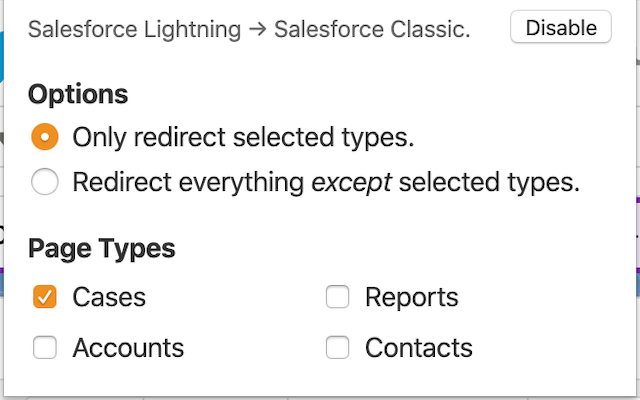 Salesforce Lightning → Salesforce Classic. Disable
Options
Only redirect selected types.
Redirect everything except selected types.
Page Types
Cases Reports
Accounts Contacts